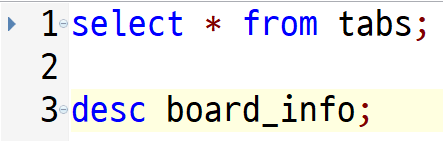 1 select * from tabs;
2
3 desc board_info;